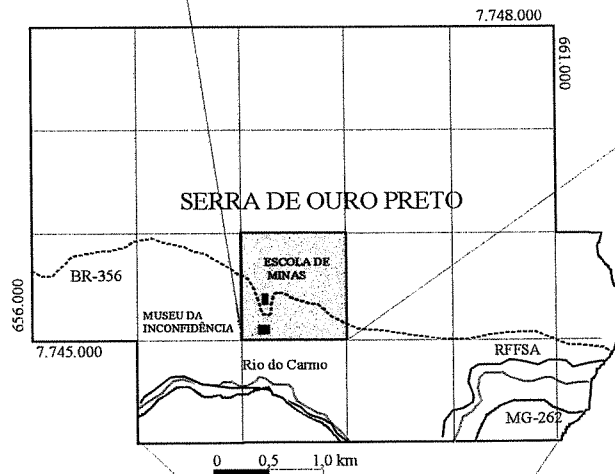 7.748.000
661.000
SERRA DE OURO PRETO
ESCOLA DE
MINAS
BR-356
656.000
MUSEU DA
INCONFIDÊNCIA
7.745.000
Rio do Carmo
RFFSA
MG-262
0 0,5 1,0 km